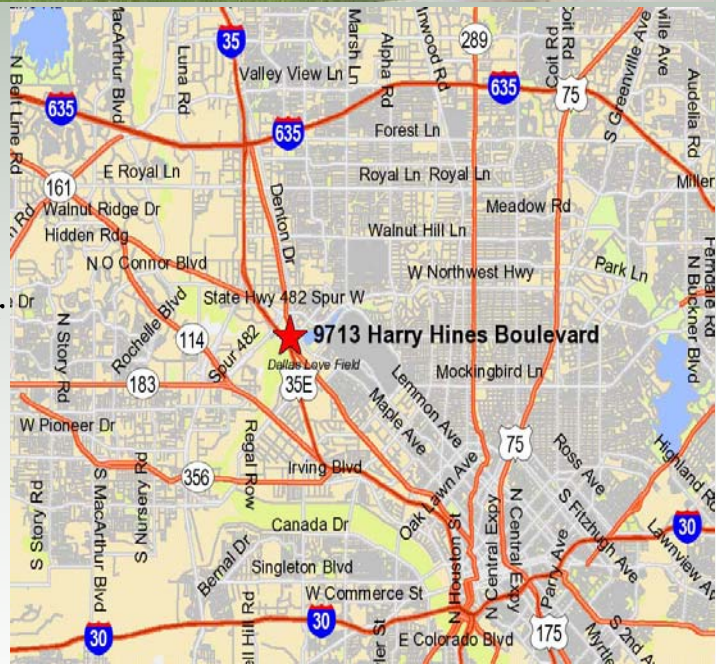 MacArthur Blvd
Luna Rd
35
Marsh Ln
Alpha Rd
289
Coit Rd
Coit Rd
ville Ave
S Greenville Ave
Audelia Rd
Valley View Ln
N Belt Line Rd
635
635
635
75
Forest Ln
E Royal Ln
Royal Ln
Royal Ln
Miller
161
Walnut Ridge Dr
Denton Dr
Meadow Rd
Hidden Rdg
Walnut Hill Ln
Ferndale Rd
N O Connor Blvd
W Northwest Hwy
Park Ln
N Buckner Blvd
State Hwy 482 Spur W
Dr
Rochelle Blvd
114
Spur 482
9713 Harry Hines Boulevard
N Story Rd
Dallas Love Field
183
35E
Mockingbird Ln
Lemmon Ave
Maple Ave
W Pioneer Dr
75
Ross Ave
Highland Rd
Regal Row
356
Irving Blvd
Oak Lawn Ave
S Fitzhugh Ave
S Story Rd
S MacArthur Blvd
S Nursery Rd
Canada Dr
N Houston St
N Central Expy
N Central Expy
30
Lawnview Av
Bernal Dr
Singleton Blvd
Parry Ave
W Commerce St
30
30
E Colorado Blvd
175
S 2nd A
Myrtle